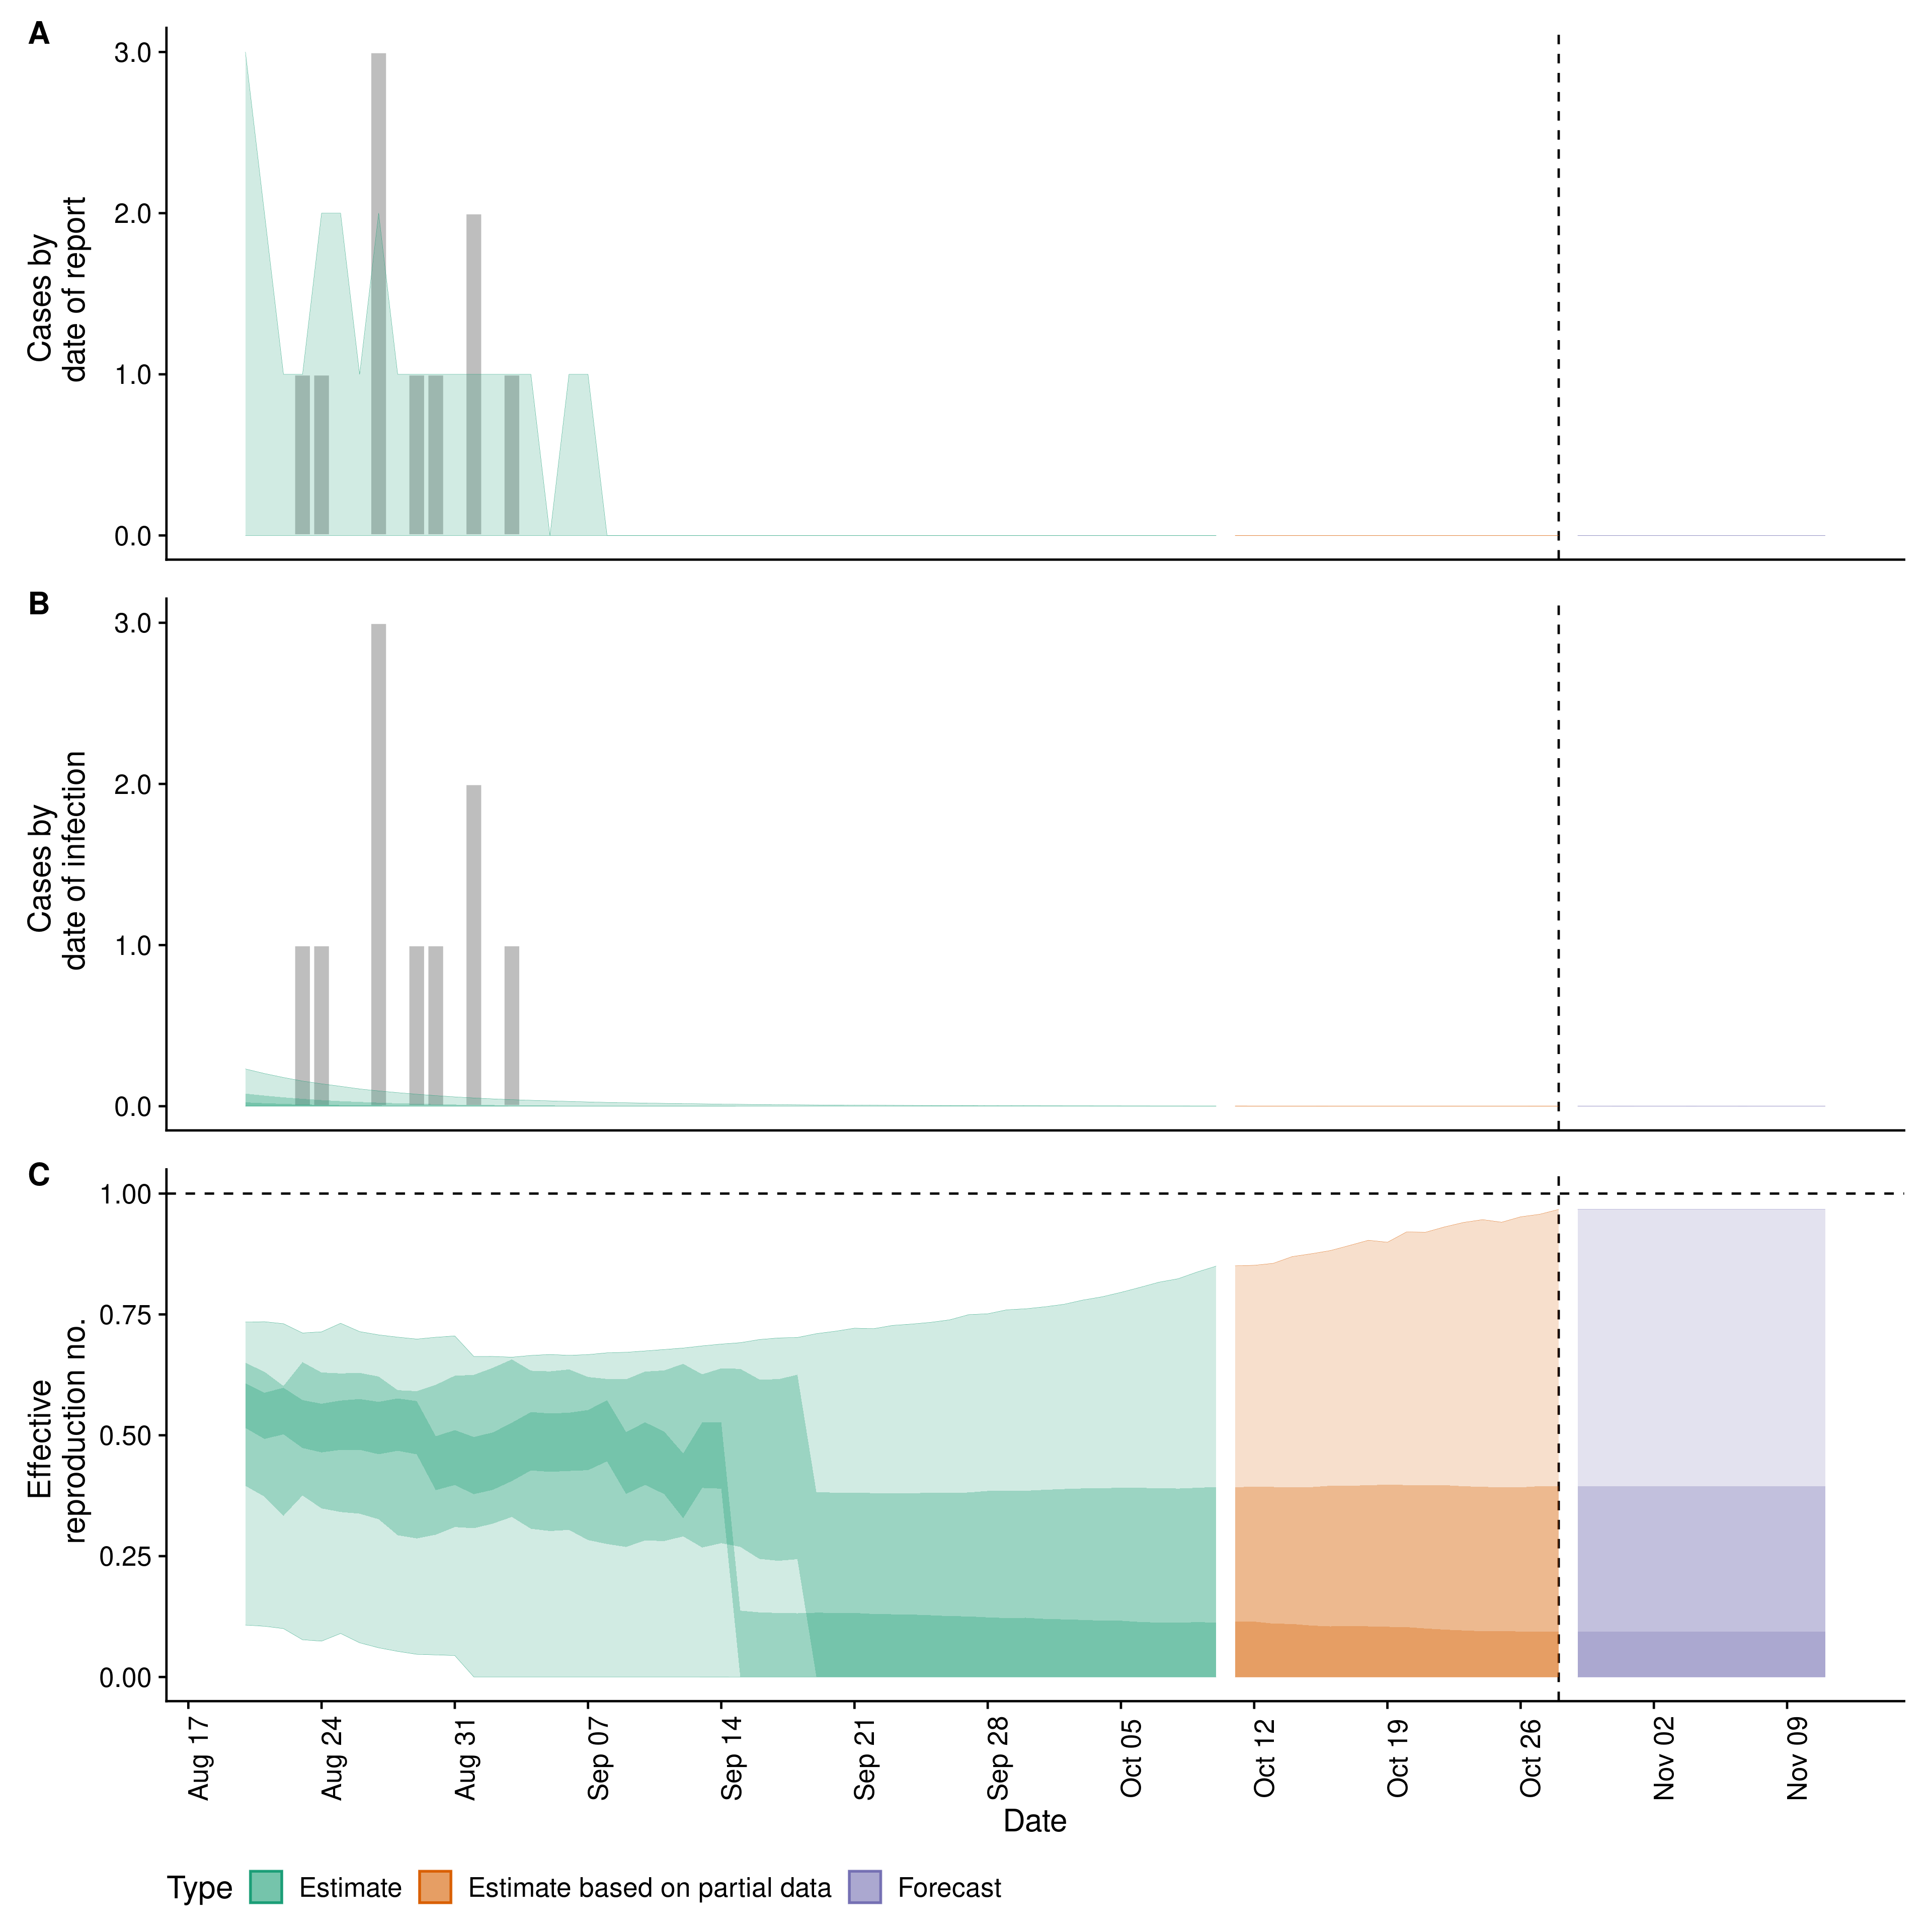 A
3.0
2.0
1.0
0.0
Cases by
date of report
B
3.0
2.0
1.0
0.0
Cases by
date of infection
C
1.00
0.75
0.50
0.25
0.00
Effective
reproduction no.
Aug 17
Aug 24
Aug 31
Sep 07
Sep 14
Sep 21
Sep 28
Oct 05
Oct 12
Oct 19
Oct 26
Nov 02
Nov 09
Date
Type Estimate Estimate based on partial data Forecast